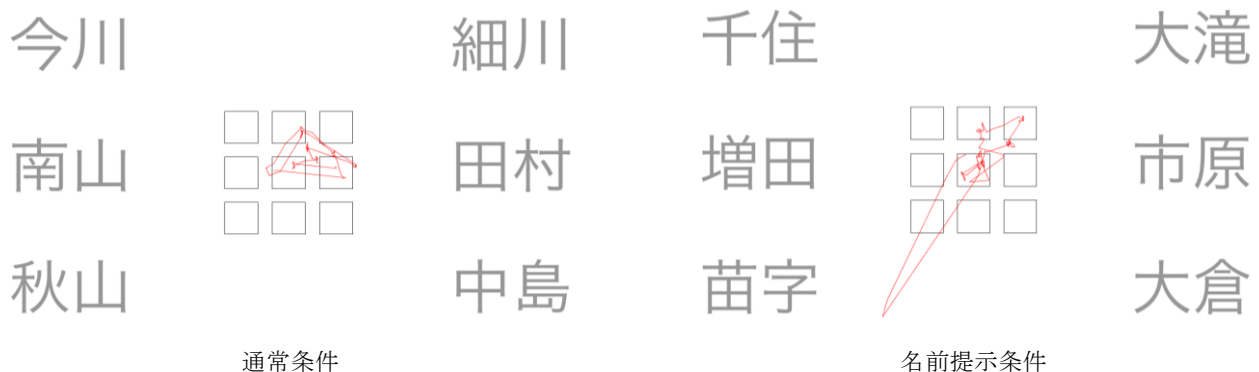 今川
細川
南山
田村
秋山
中島
通常条件
千住
大滝
増田
市原
苗字
大倉
名前提示条件